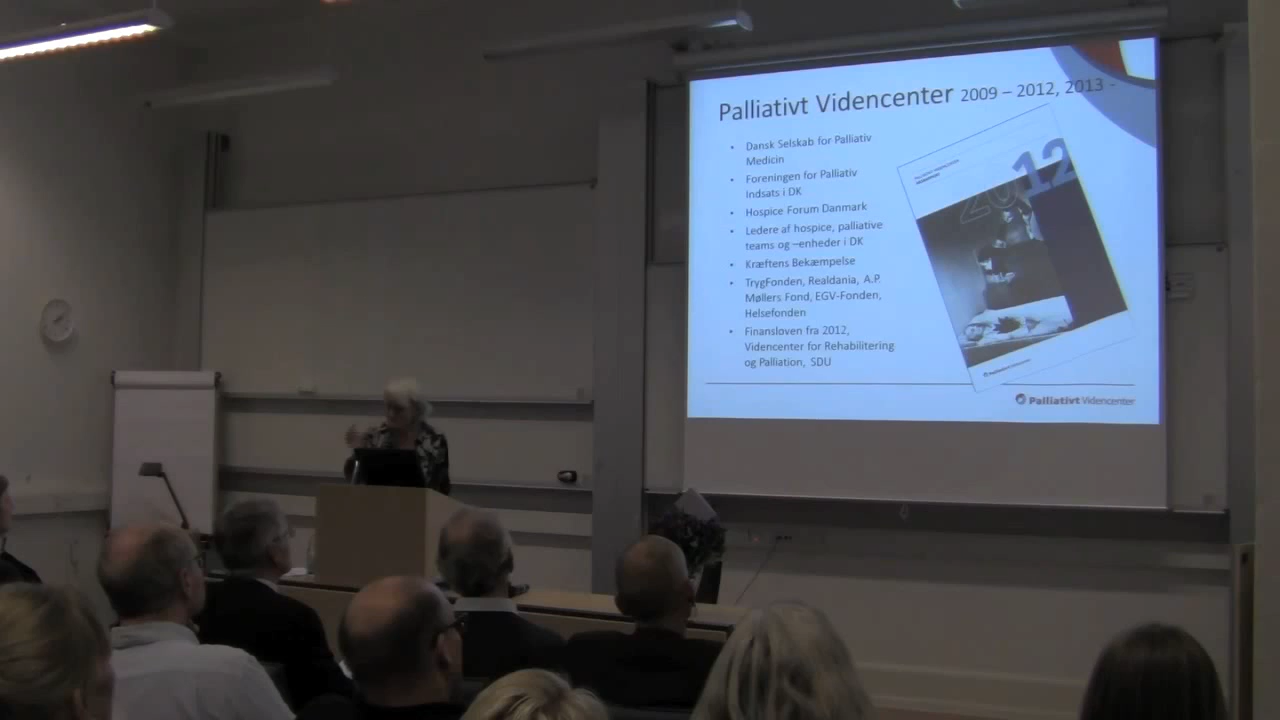 Palliativt Videncenter 2009 – 2012, 2013 -
• Dansk Selskab for Palliativ
Medicin
• Foreningen for Palliativ
Indsats i DK
• Hospice Forum Danmark
• Ledere af hospice, palliative
teams og –enheder i DK
• Kræftens Bekæmpelse
• TrygFonden, Realdania, A.P.
Møllers Fond, EGV-Fonden,
Helsefonden
• Finansloven fra 2012,
Videncenter for Rehabilitering
og Palliation, SDU
2012
Palliativt Videncenter